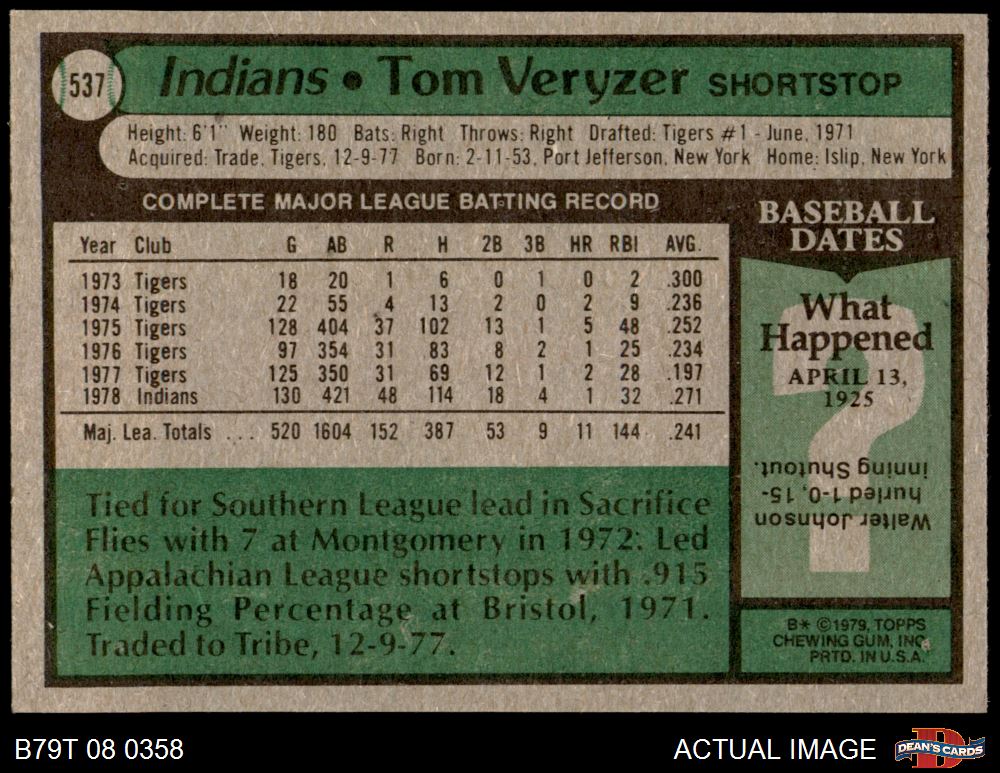 537 Indians • Tom Veryzer SHORTSTOP
Height: 6'1" Weight: 180 Bats: Right Throws: Right Drafted: Tigers #1 - June, 1971
Acquired: Trade, Tigers, 12-9-77 Born: 2-11-53, Port Jefferson, New York Home: Islip, New York
COMPLETE MAJOR LEAGUE BATTING RECORD
Year Club G AB R H 2B 3B HR RBI AVG.
1973 Tigers 18 20 1 6 0 1 0 2 .300
1974 Tigers 22 55 4 13 2 0 2 9 .236
1975 Tigers 128 404 37 102 13 1 5 48 .252
1976 Tigers 97 354 31 83 8 2 1 25 .234
1977 Tigers 125 350 31 69 12 1 2 28 .197
1978 Indians 130 421 48 114 18 4 1 32 .271
Maj. Lea. Totals ... 520 1604 152 387 53 9 11 144 .241
Tied for Southern League lead in Sacrifice
Flies with 7 at Montgomery in 1972. Led
Appalachian League shortstops with .915
Fielding Percentage at Bristol, 1971.
Traded to Tribe, 12-9-77.
BASEBALL
DATES
What
Happened
APRIL 13,
1925
Walter Johnson
hurled 1-0, 15-
inning Shutout.
B* ©1979, TOPPS
CHEWING GUM, INC.
PRTD. IN U.S.A.
B79T 08 0358
ACTUAL IMAGE
DEAN'S CARDS